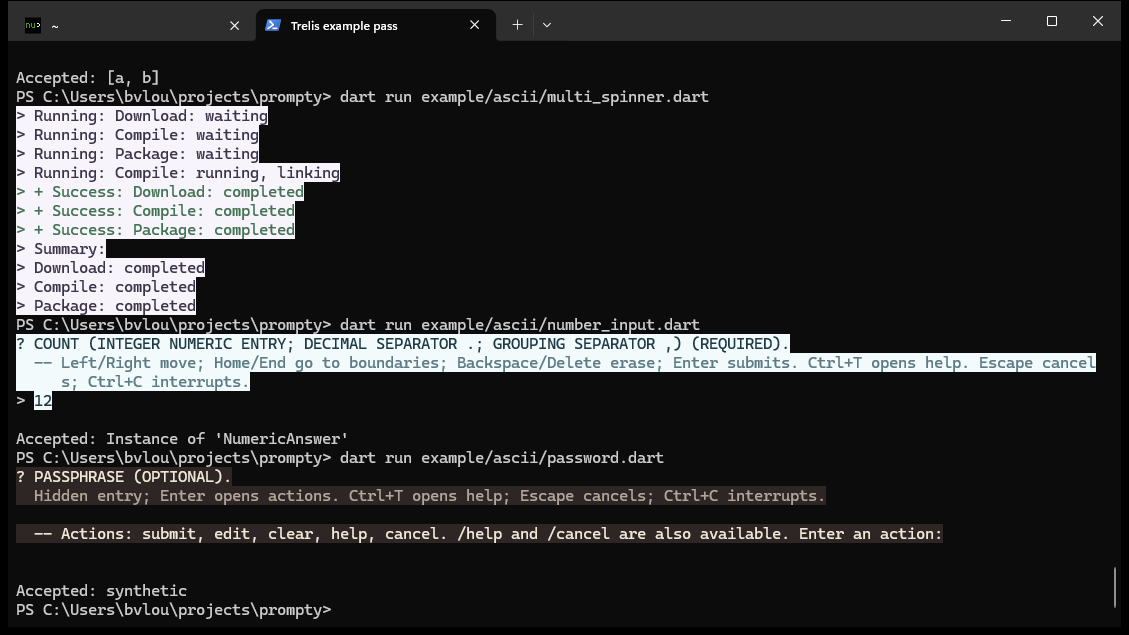 nu> ~
Trelis example pass
Accepted: [a, b]
PS C:\Users\bvlou\projects\prompty> dart run example/ascii/multi_spinner.dart
> Running: Download: waiting
> Running: Compile: waiting
> Running: Package: waiting
> Running: Compile: running, linking
> + Success: Download: completed
> + Success: Compile: completed
> + Success: Package: completed
> Summary:
> Download: completed
> Compile: completed
> Package: completed
PS C:\Users\bvlou\projects\prompty> dart run example/ascii/number_input.dart
? COUNT (INTEGER NUMERIC ENTRY; DECIMAL SEPARATOR .; GROUPING SEPARATOR ,) (REQUIRED).
-- Left/Right move; Home/End go to boundaries; Backspace/Delete erase; Enter submits. Ctrl+T opens help. Escape cancel
s; Ctrl+C interrupts.
> 12
Accepted: Instance of 'NumericAnswer'
PS C:\Users\bvlou\projects\prompty> dart run example/ascii/password.dart
? PASSPHRASE (OPTIONAL).
Hidden entry; Enter opens actions. Ctrl+T opens help; Escape cancels; Ctrl+C interrupts.
-- Actions: submit, edit, clear, help, cancel. /help and /cancel are also available. Enter an action:
Accepted: synthetic
PS C:\Users\bvlou\projects\prompty>